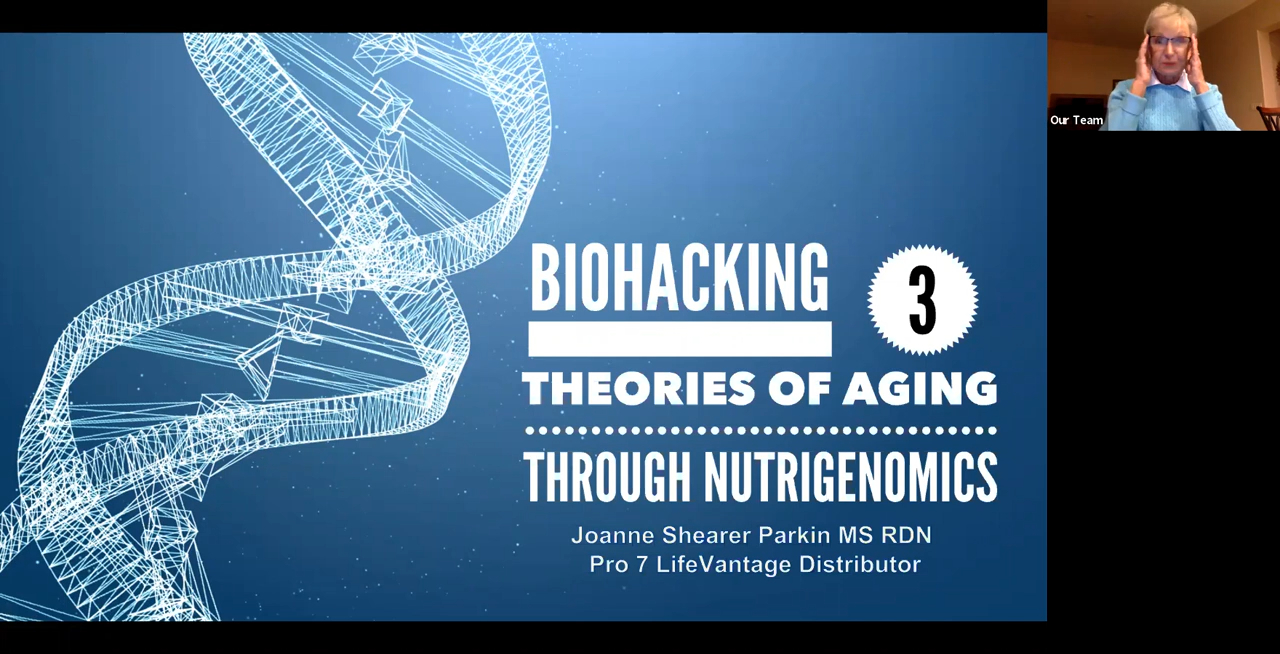 BIOHACKING
3
THEORIES OF AGING
THROUGH NUTRIGENOMICS
Joanne Shearer Parkin MS RDN
Pro 7 LifeVantage Distributor
Our Team